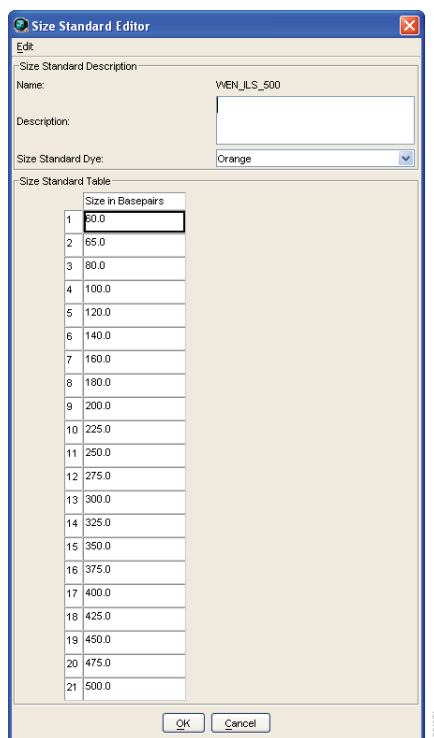 Size Standard Editor
Edit
Size Standard Description
Name: WEN_ILS_500
Description:
Size Standard Dye: Orange
Size Standard Table
Size in Basepairs
1 60.0
2 65.0
3 80.0
4 100.0
5 120.0
6 140.0
7 160.0
8 180.0
9 200.0
10 225.0
11 250.0
12 275.0
13 300.0
14 325.0
15 350.0
16 375.0
17 400.0
18 425.0
19 450.0
20 475.0
21 500.0
OK Cancel